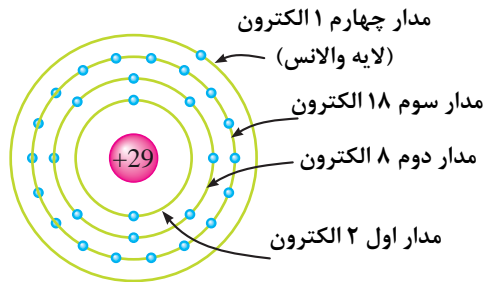 مدار چهارم ۱ الکترون
(لایه والانس)
مدار سوم ۱۸ الکترون
مدار دوم ۸ الکترون
+29
مدار اول ۲ الکترون